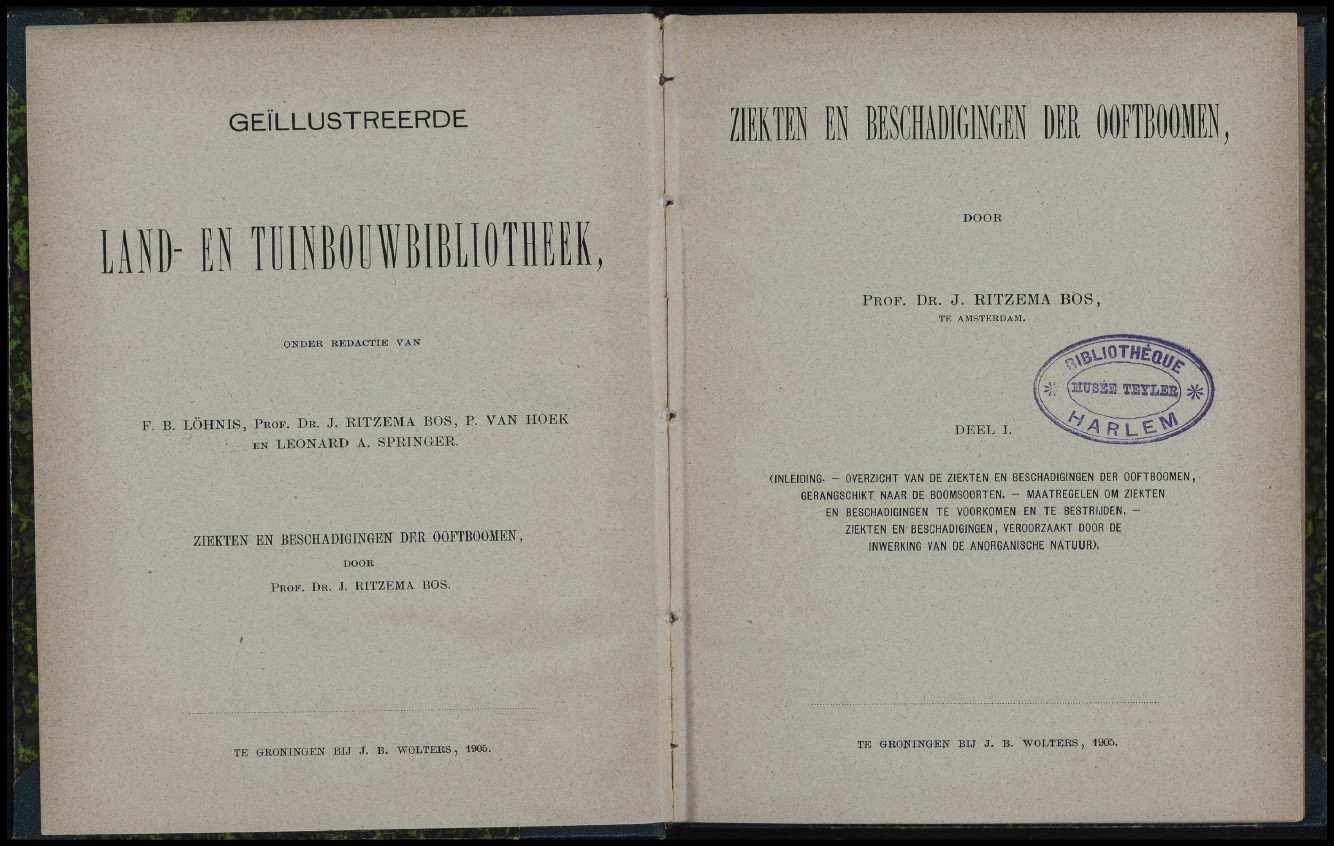 GEÏLLUSTREERDE
LAND- EN TUINBOUWBIBLIOTHEEK,
ONDER REDACTIE VAN
F. B. LÖHNIS, PROF. DR. J. RITZEMA BOS, P. VAN HOEK
EN LEONARD A. SPRINGER.
ZIEKTEN EN BESCHADIGINGEN DER OOFTBOOMEN,
DOOR
PROF. DR. J. RITZEMA BOS.
TE GRONINGEN BIJ J. B. WOLTERS, 1905.
ZIEKTEN EN BESCHADIGINGEN DER OOFTBOOMEN,
DOOR
PROF. DR. J. RITZEMA BOS,
TE AMSTERDAM.
BIBLIOTHÈQUE
MUSÉE TEYLER
HARLEM
DEEL I.
(INLEIDING. — OVERZICHT VAN DE ZIEKTEN EN BESCHADIGINGEN DER OOFTBOOMEN,
GERANGSCHIKT NAAR DE BOOMSOORTEN. — MAATREGELEN OM ZIEKTEN
EN BESCHADIGINGEN TE VOORKOMEN EN TE BESTRIJDEN. —
ZIEKTEN EN BESCHADIGINGEN, VEROORZAAKT DOOR DE
INWERKING VAN DE ANORGANISCHE NATUUR).
TE GRONINGEN BIJ J. B. WOLTERS, 1905.